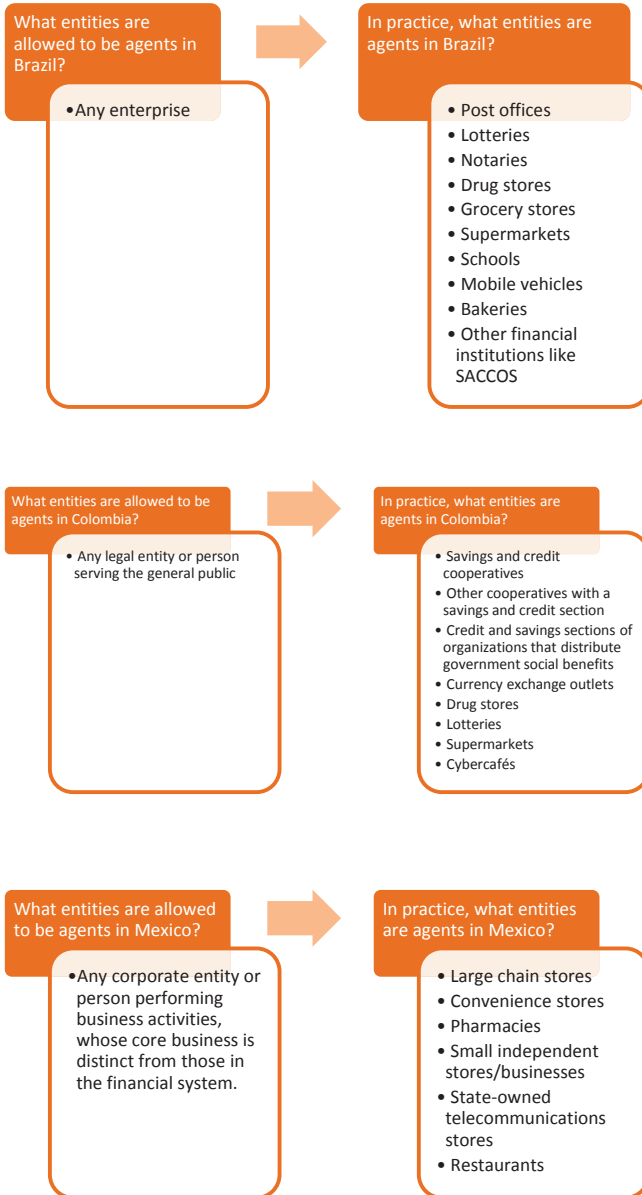 What entities are
allowed to be agents in
Brazil?
•Any enterprise
In practice, what entities are
agents in Brazil?
• Post offices
• Lotteries
• Notaries
• Drug stores
• Grocery stores
• Supermarkets
• Schools
• Mobile vehicles
• Bakeries
• Other financial
institutions like
SACCOS
What entities are allowed to be
agents in Colombia?
• Any legal entity or person
serving the general public
In practice, what entities are
agents in Colombia?
• Savings and credit
cooperatives
• Other cooperatives with a
savings and credit section
• Credit and savings sections of
organizations that distribute
government social benefits
• Currency exchange outlets
• Drug stores
• Lotteries
• Supermarkets
• Cybercafés
What entities are allowed
to be agents in Mexico?
•Any corporate entity or
person performing
business activities,
whose core business is
distinct from those in
the financial system.
In practice, what entities
are agents in Mexico?
• Large chain stores
• Convenience stores
• Pharmacies
• Small independent
stores/businesses
• State-owned
telecommunications
stores
• Restaurants